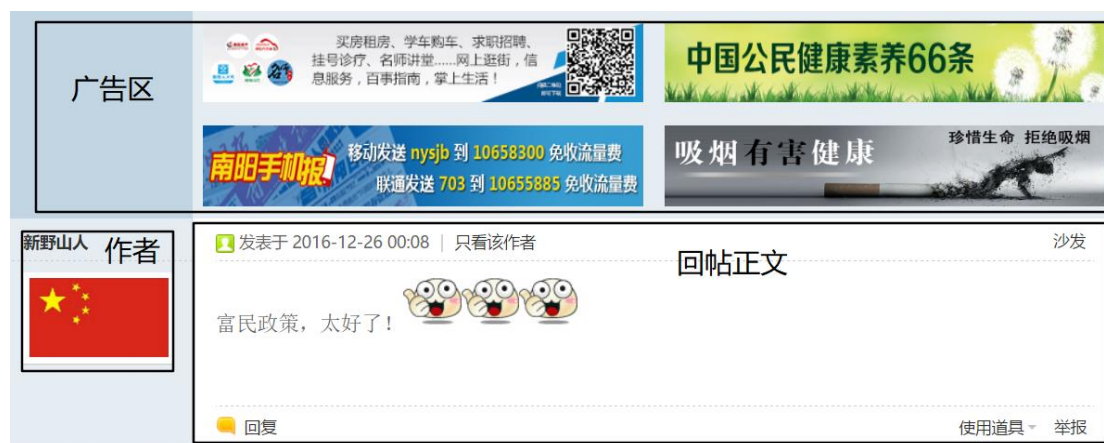 广告区
买房租房、学车购车、求职招聘、
挂号诊疗、名师讲堂......网上逛街，信
息服务，百事指南，掌上生活！
中国公民健康素养66条
南阳手机报
移动发送 nysjb 到 10658300 免收流量费
联通发送 703 到 10655885 免收流量费
吸烟有害健康
珍惜生命 拒绝吸烟
新野山人
作者
发表于 2016-12-26 00:08 | 只看该作者
沙发
回帖正文
富民政策，太好了！
回复
使用道具
举报